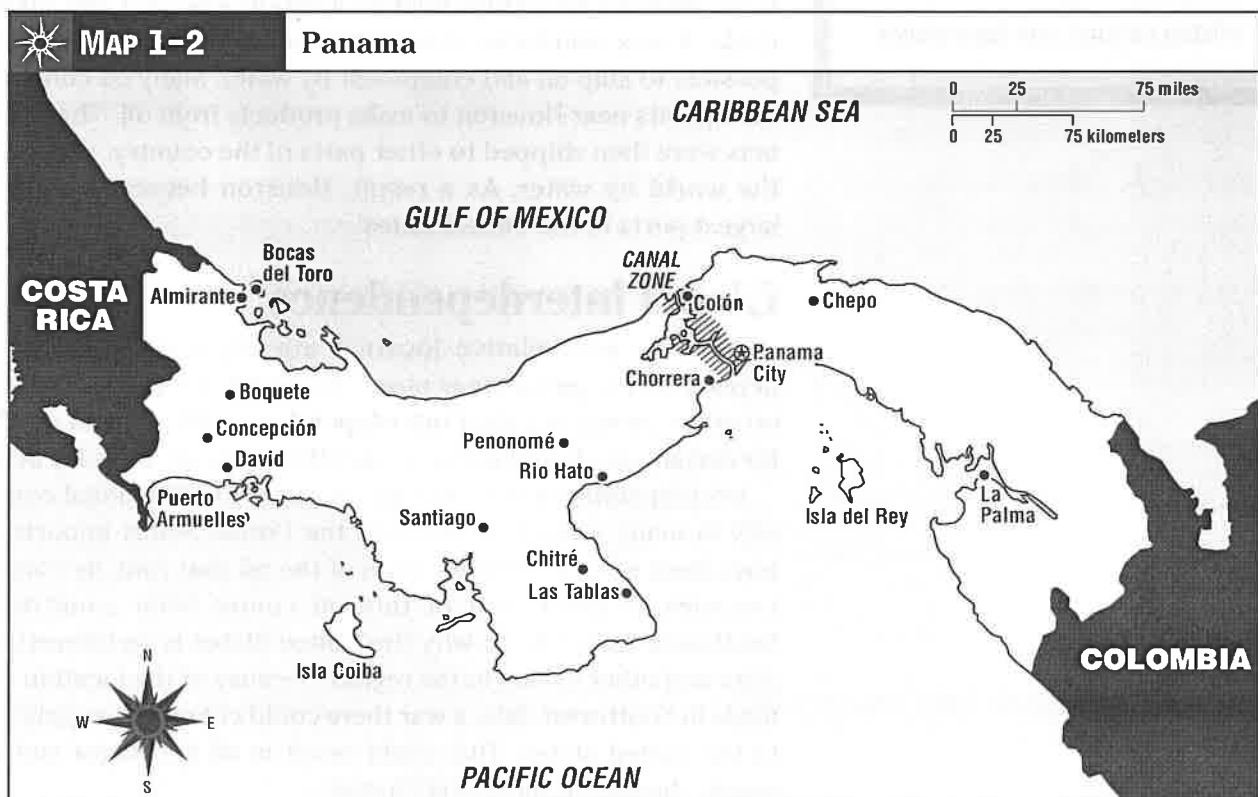 MAP 1-2 Panama
0 25 75 miles
0 25 75 kilometers
CARIBBEAN SEA
GULF OF MEXICO
COSTA
RICA
Bocas
del Toro
Almirante
CANAL
ZONE
Colón
Chepo
Panama
City
Chorrera
Boquete
Concepción
David
Puerto
Armuelles
Penonomé
Rio Hato
Santiago
Chitré
Las Tablas
Isla del Rey
La
Palma
Isla Coiba
COLOMBIA
N
W E
S
PACIFIC OCEAN